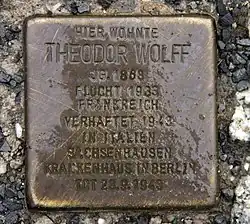 HIER WOHNTE
THEODOR WOLFF
JG. 1868
FLUCHT 1933
FRANKREICH
VERHAFTET 1943
IN ITALIEN
SACHSENHAUSEN
KRANKENHAUS IN BERLIN
TOT 23.9.1943